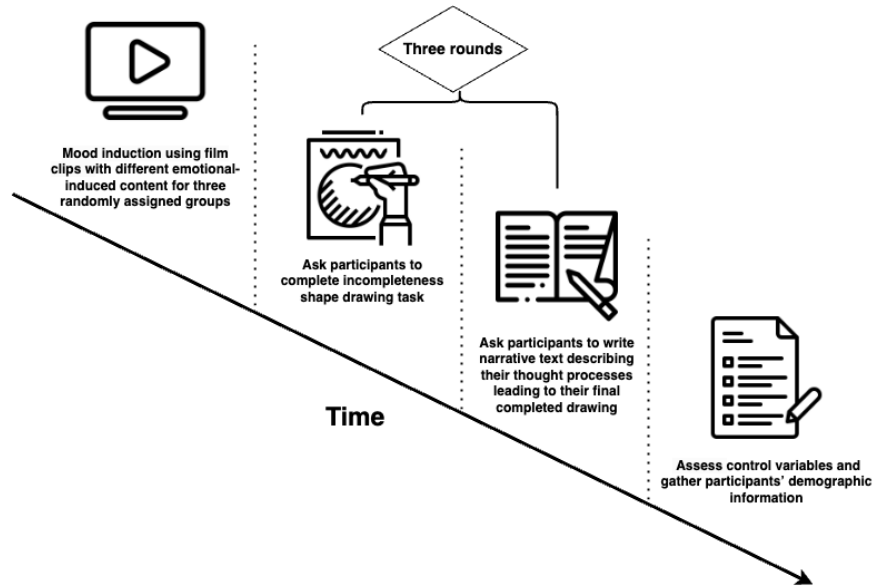 Three rounds
Mood induction using film
clips with different emotional-
induced content for three
randomly assigned groups
Ask participants to
complete incompleteness
shape drawing task
Ask participants to write
narrative text describing
their thought processes
leading to their final
completed drawing
Time
Assess control variables and
gather participants’ demographic
information